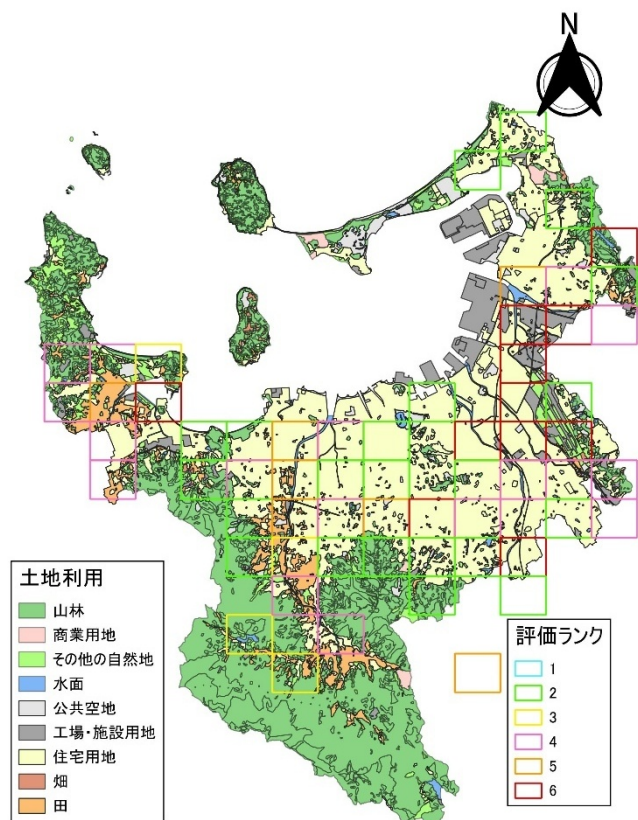 N
土地利用
山林
商業用地
その他の自然地
水面
公共空地
工場・施設用地
住宅用地
畑
田
評価ランク
1
2
3
4
5
6